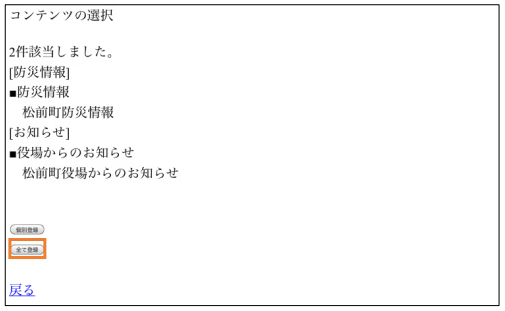 コンテンツの選択
2件該当しました。
[防災情報]
■防災情報
松前町防災情報
[お知らせ]
■役場からのお知らせ
松前町役場からのお知らせ
個別登録
全て登録
戻る